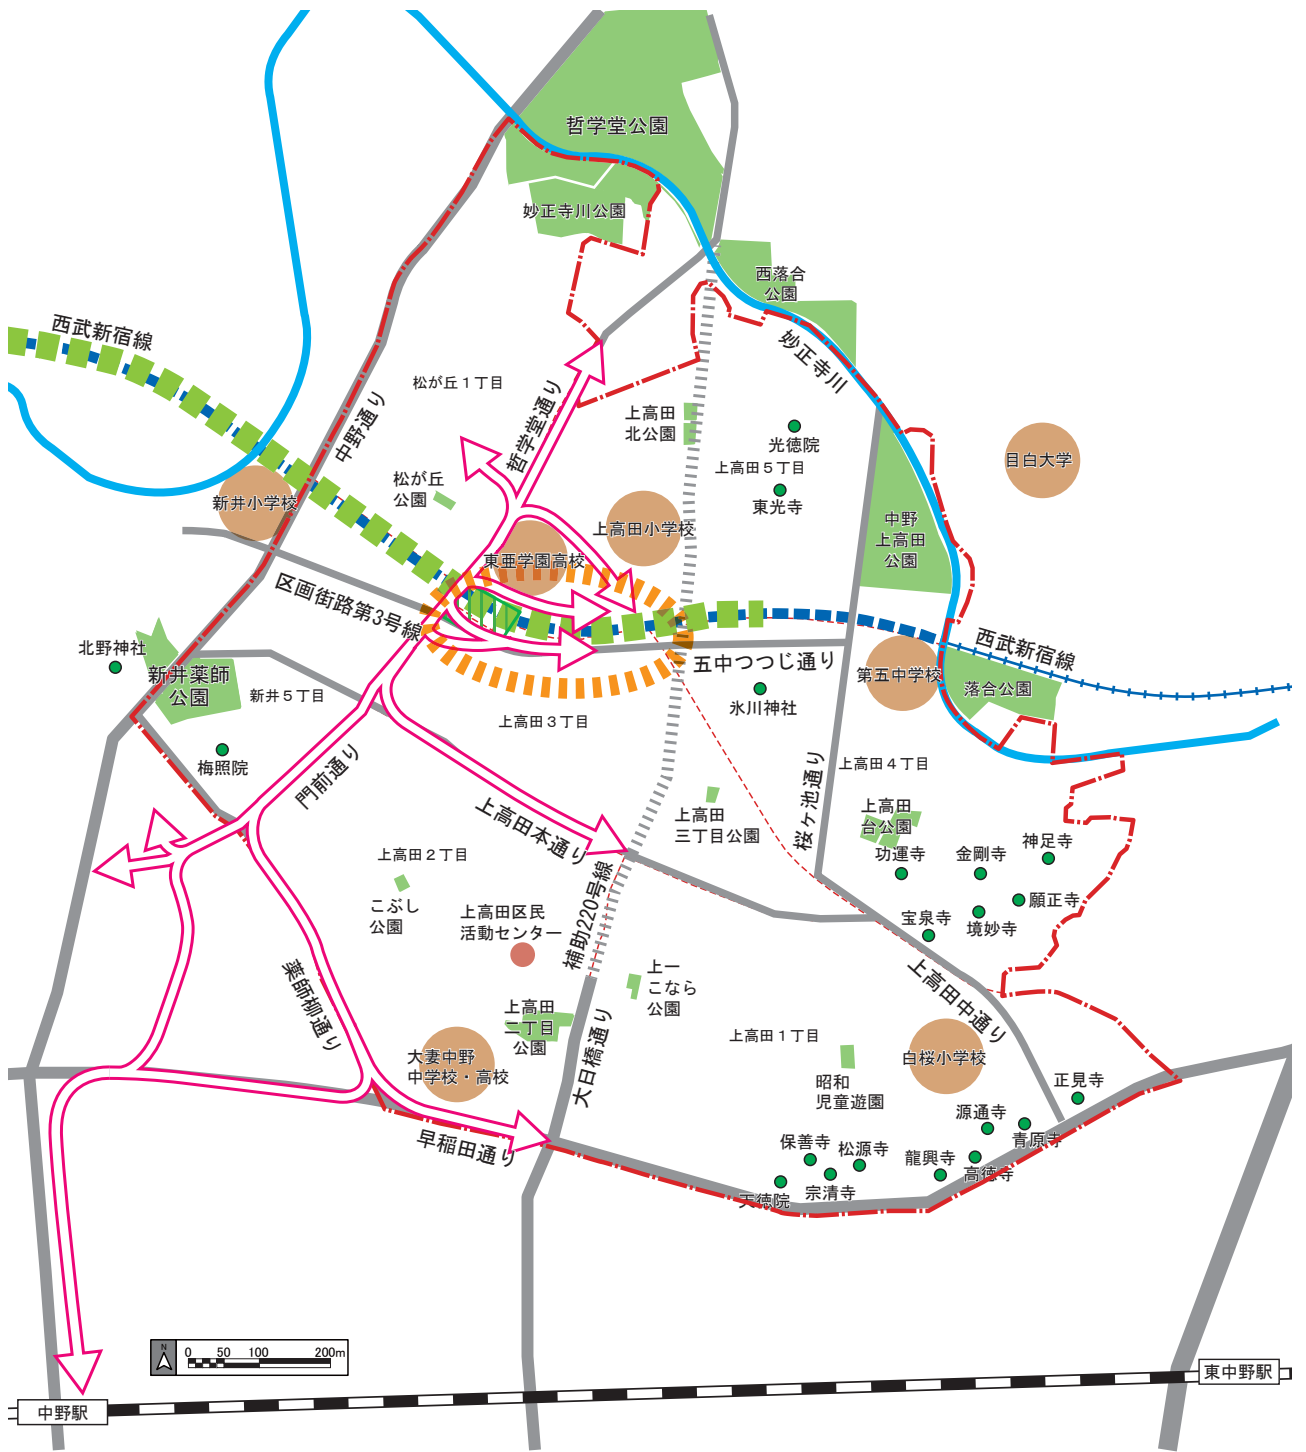 哲学堂公園
妙正寺川公園
西落合
公園
西武新宿線
妙正寺川
松が丘１丁目
中野通り
哲学堂通り
上高田
北公園
光徳院
上高田５丁目
目白大学
松が丘
公園
東光寺
新井小学校
上高田小学校
中野
上高田
公園
東亜学園高校
区画街路第3号線
北野神社
新井薬師
公園
新井５丁目
五中つつじ通り
西武新宿線
第五中学校
落合公園
氷川神社
上高田３丁目
梅照院
門前通り
上高田４丁目
桜ヶ池通り
上高田本通り
上高田
三丁目公園
上高田
台公園
功運寺
金剛寺
神足寺
上高田２丁目
こぶし
公園
上高田区民
活動センター
補助220号線
願正寺
境妙寺
宝泉寺
上高田中通り
薬師柳通り
上一
こなら
公園
上高田
二丁目
公園
大日橋通り
上高田１丁目
大妻中野
中学校・高校
白桜小学校
昭和
児童遊園
正見寺
源通寺
青原寺
早稲田通り
保善寺
松源寺
龍興寺
高徳寺
天徳院
宗清寺
N
0 50 100 200m
東中野駅
中野駅